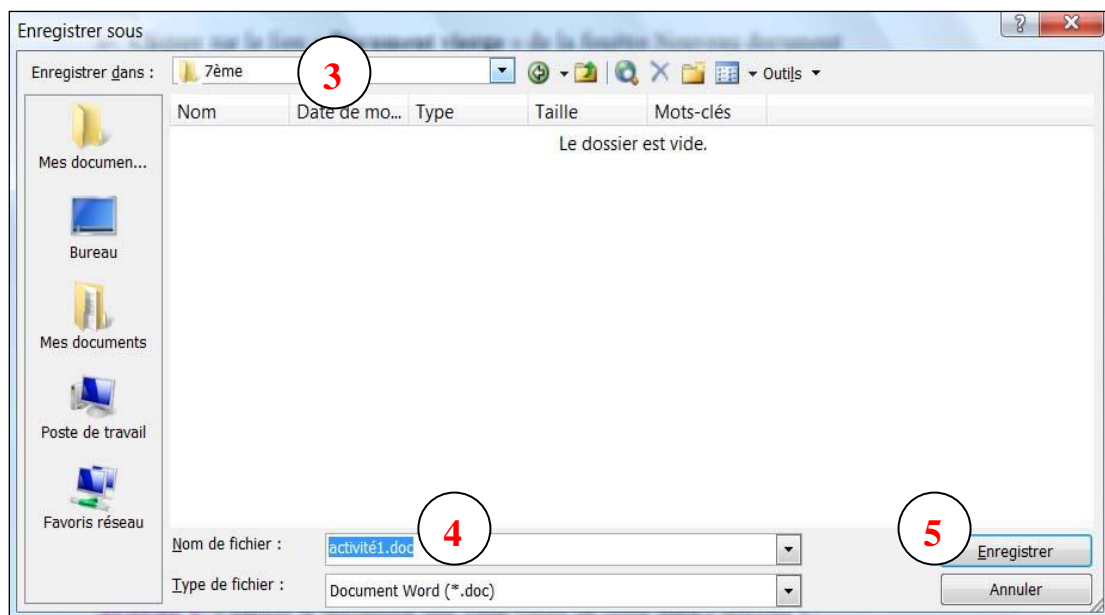 Enregistrer sous
Enregistrer dans :
7ème
3
Outils
Nom Date de mo... Type Taille Mots-clés
Le dossier est vide.
Mes documen...
Bureau
Mes documents
Poste de travail
Favoris réseau
Nom de fichier :
activité1.doc
4
5
Enregistrer
Type de fichier :
Document Word (*.doc)
Annuler